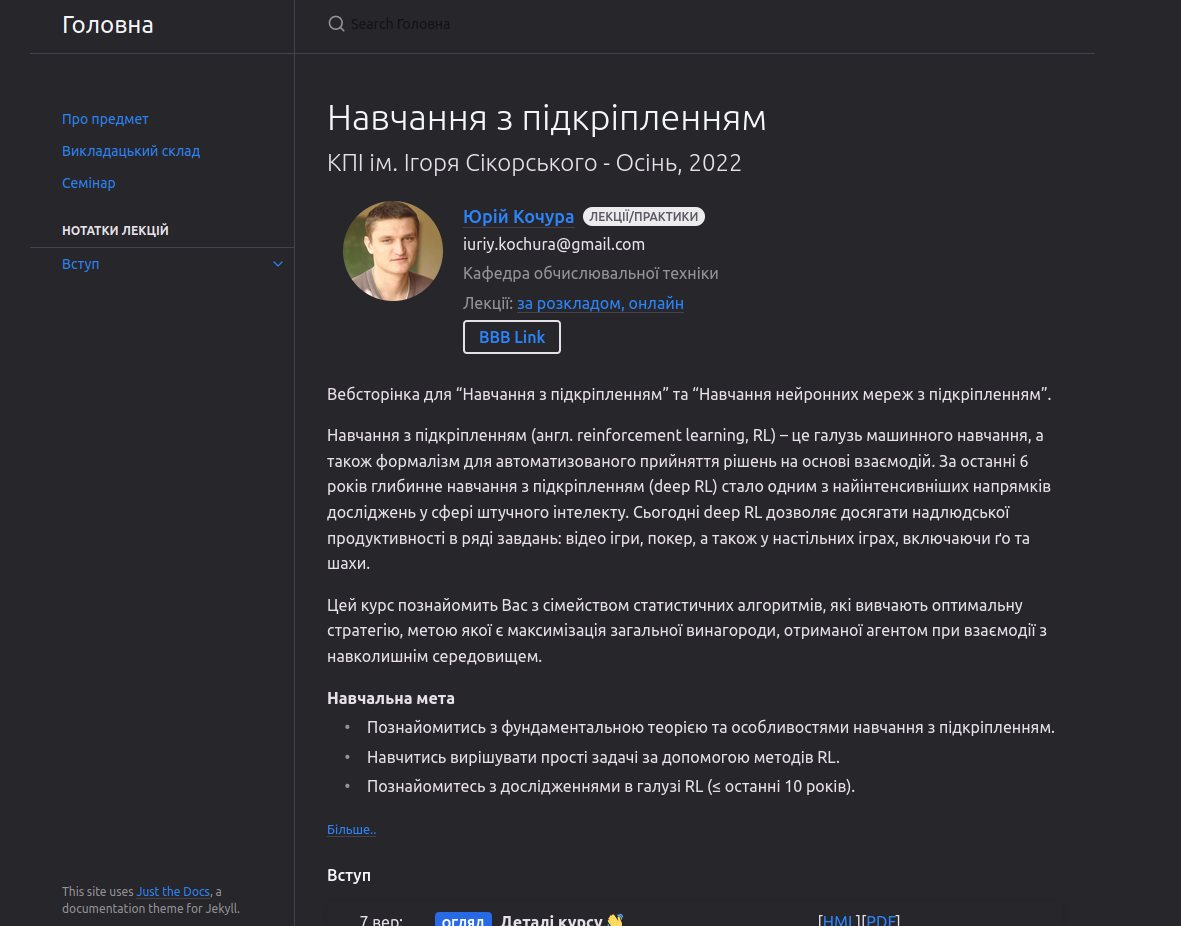 Головна
Search Головна
Про предмет
Викладацький склад
Семінар
НОТАТКИ ЛЕКЦІЙ
Вступ
Навчання з підкріпленням
КПІ ім. Ігоря Сікорського - Осінь, 2022
Юрій Кочура ЛЕКЦІЇ/ПРАКТИКИ
iuriy.kochura@gmail.com
Кафедра обчислювальної техніки
Лекції: за розкладом, онлайн
BBB Link
Вебсторінка для “Навчання з підкріпленням” та “Навчання нейронних мереж з підкріпленням”.
Навчання з підкріпленням (англ. reinforcement learning, RL) – це галузь машинного навчання, а
також формалізм для автоматизованого прийняття рішень на основі взаємодій. За останні 6
років глибинне навчання з підкріпленням (deep RL) стало одним з найінтенсивніших напрямків
досліджень у сфері штучного інтелекту. Сьогодні deep RL дозволяє досягати надлюдської
продуктивності в ряді завдань: відео ігри, покер, а також у настільних іграх, включаючи ґо та
шахи.
Цей курс познайомить Вас з сімейством статистичних алгоритмів, які вивчають оптимальну
стратегію, метою якої є максимізація загальної винагороди, отриманої агентом при взаємодії з
навколишнім середовищем.
Навчальна мета
• Познайомитись з фундаментальною теорією та особливостями навчання з підкріпленням.
• Навчитись вирішувати прості задачі за допомогою методів RL.
• Познайомитесь з дослідженнями в галузі RL (≤ останні 10 років).
Більше..
Вступ
7 вер: ОГЛЯД Деталі курсу 👋 [HML][PDF]
This site uses Just the Docs, a
documentation theme for Jekyll.